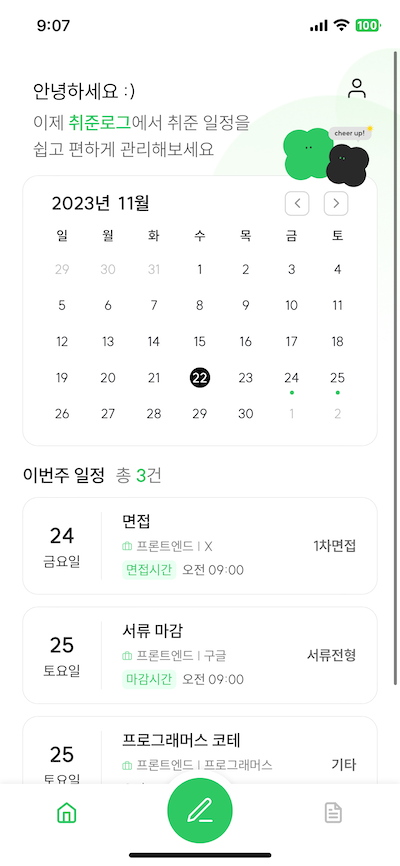 9:07
100
안녕하세요 :)
이제 취준로그에서 취준 일정을
쉽고 편하게 관리해보세요
cheer up!
2023년 11월
일 월 화 수 목 금 토
29 30 31 1 2 3 4
5 6 7 8 9 10 11
12 13 14 15 16 17 18
19 20 21 22 23 24 25
26 27 28 29 30 1 2
이번주 일정 총 3건
24
금요일
면접
프론트엔드 | X
면접시간 오전 09:00
1차면접
25
토요일
서류 마감
프론트엔드 | 구글
마감시간 오전 09:00
서류전형
25
토요일
프로그래머스 코테
프론트엔드 | 프로그래머스
기타